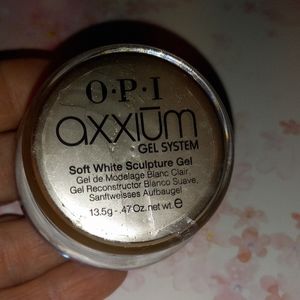 O·P·I
axxiūm
GEL SYSTEM
Soft White Sculpture Gel
Gel de Modelage Blanc Clair,
Gel Reconstructor Blanco Suave,
Sanftweisses Aufbaugel
13.5g - .47 Oz. net wt. ℮